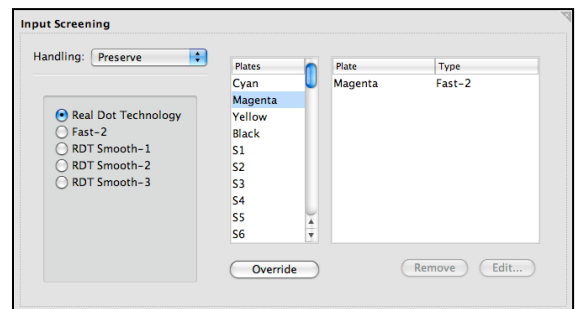 Input Screening
Handling: Preserve
Real Dot Technology
Fast-2
RDT Smooth-1
RDT Smooth-2
RDT Smooth-3
Plates
Cyan
Magenta
Yellow
Black
S1
S2
S3
S4
S5
S6
Override
Plate Type
Magenta Fast-2
Remove Edit...